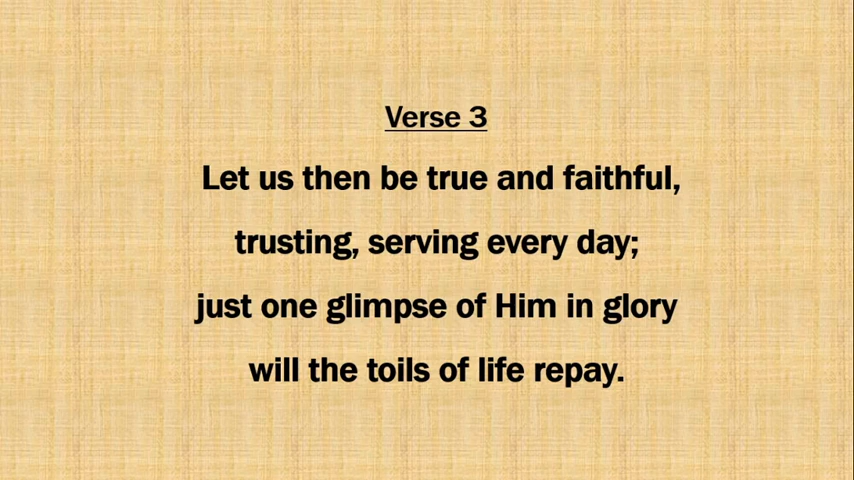 Verse 3
Let us then be true and faithful,
trusting, serving every day;
just one glimpse of Him in glory
will the toils of life repay.